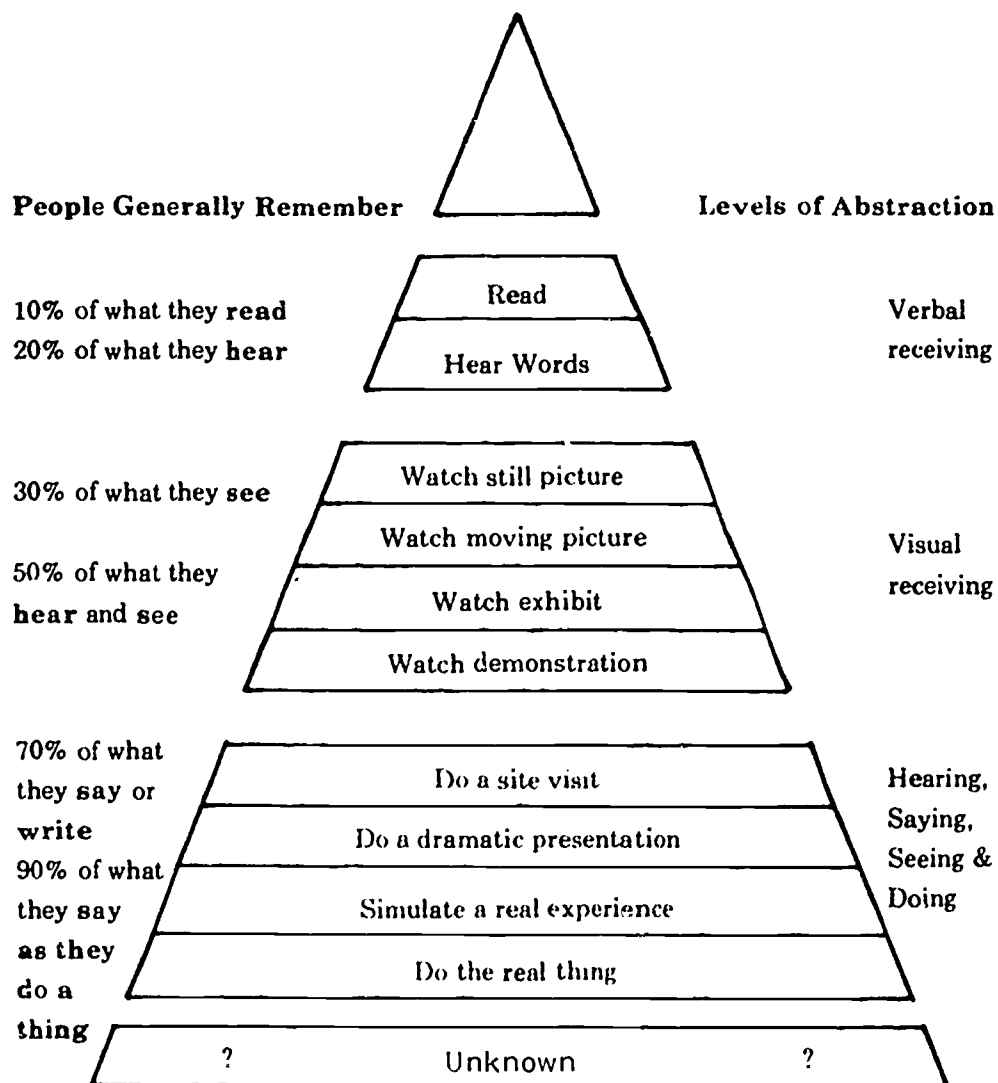 People Generally Remember
Levels of Abstraction
10% of what they read
20% of what they hear
Read
Hear Words
Verbal
receiving
30% of what they see
50% of what they
hear and see
Watch still picture
Watch moving picture
Watch exhibit
Watch demonstration
Visual
receiving
70% of what
they say or
write
90% of what
they say
as they
do a
thing
Do a site visit
Do a dramatic presentation
Simulate a real experience
Do the real thing
Hearing,
Saying,
Seeing &
Doing
? Unknown ?